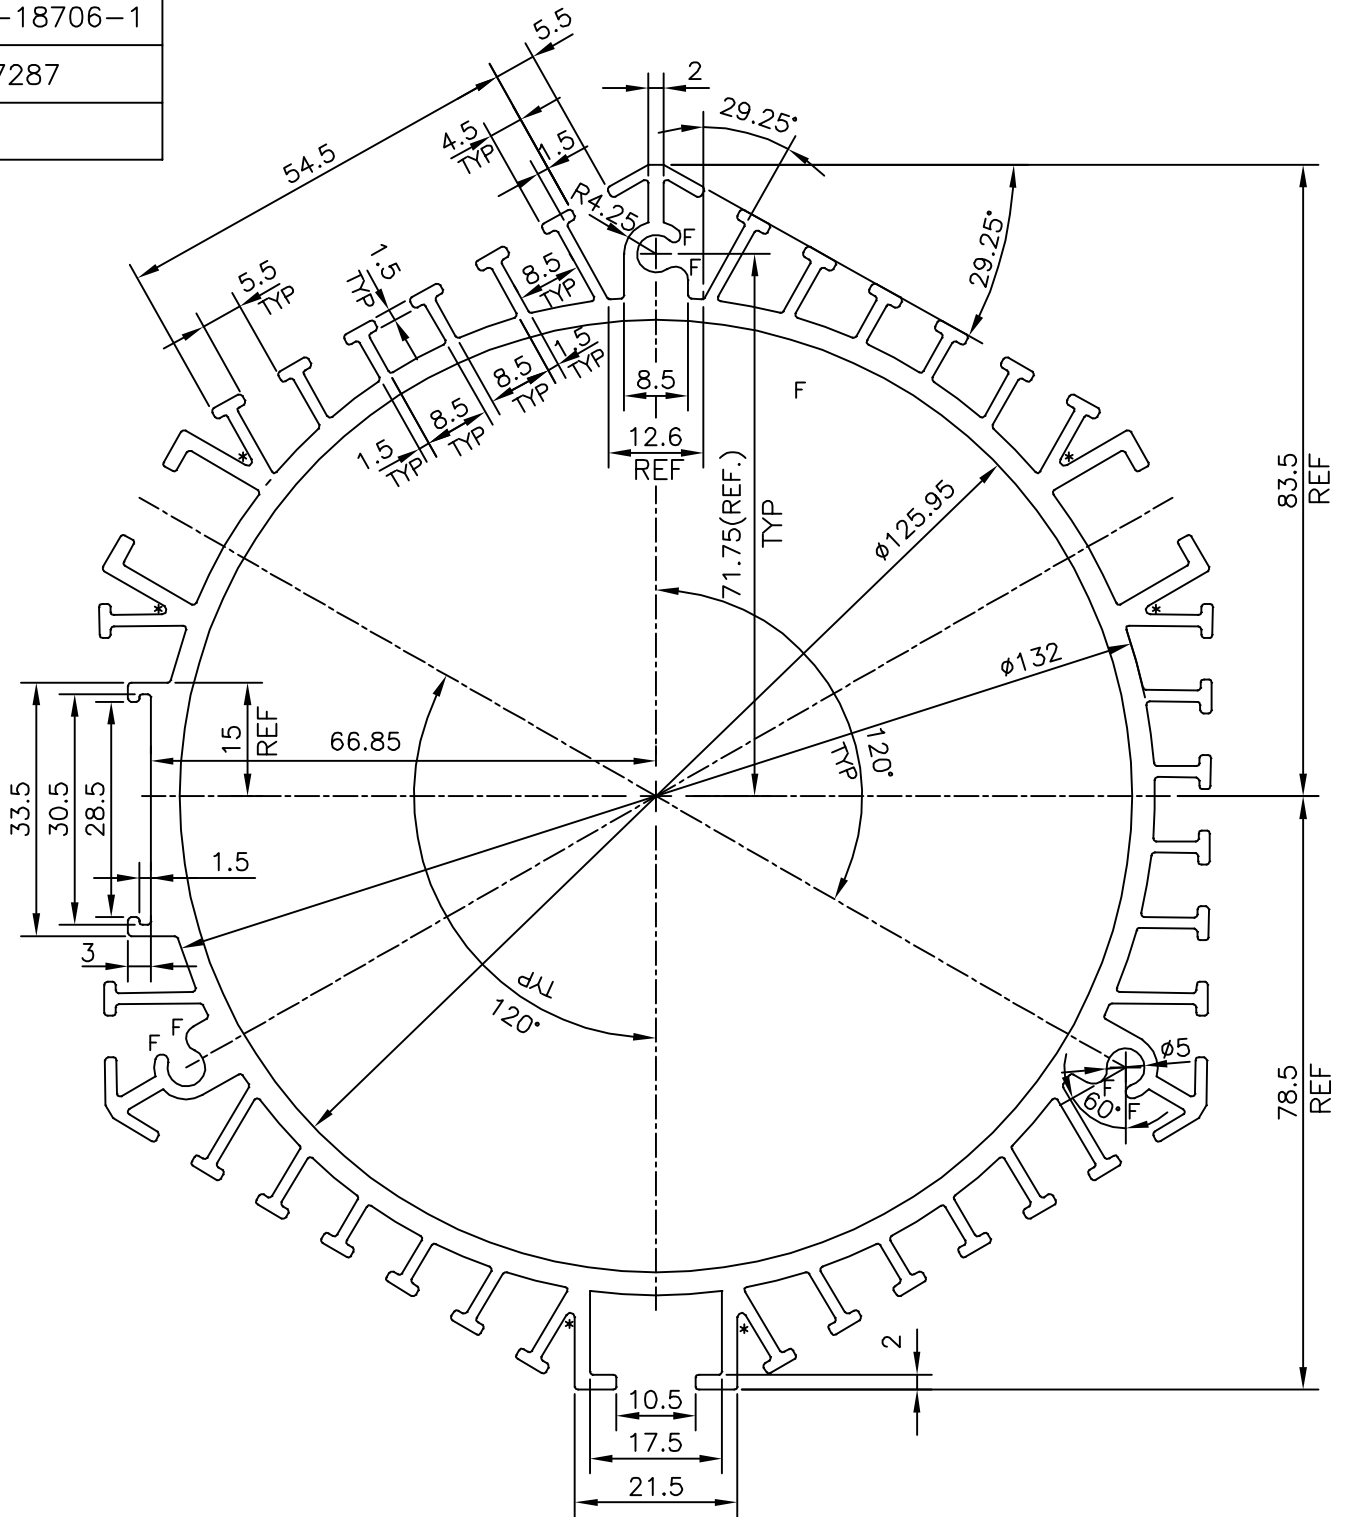 -18706-1
7287
5.5
2
29.25°
4.5
TYP
1.5
54.5
R4.25
F
F
29.25°
1.5
TYP
8.5
TYP
5.5
TYP
1.5
TYP
8.5
TYP
8.5
TYP
1.5
TYP
8.5
12.6
REF
F
83.5
REF
71.75(REF.)
TYP
ø125.95
*
*
*
*
ø132
15
REF
66.85
120°
TYP
33.5
30.5
28.5
1.5
3
TYP
120°
F
F
ø5
F
60°
F
78.5
REF
*
*
2
10.5
17.5
21.5